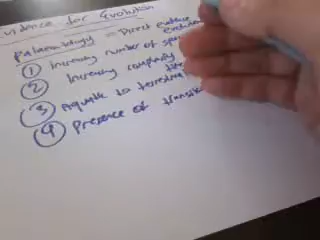 Evidence for Evolution
Palaeontology = Direct evidence
① Increasing number of
② Increasing complexity
③ Aquatic to terrestrial
④ Presence of